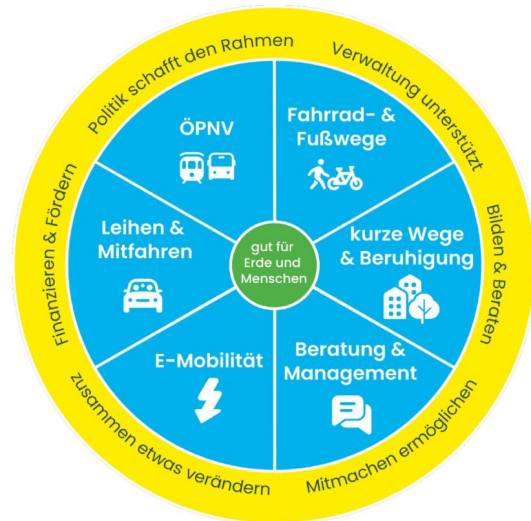 Politik schafft den Rahmen
Verwaltung unterstützt
Bilden & Beraten
Mitmachen ermöglichen
zusammen etwas verändern
Finanzieren & Fördern
ÖPNV
Fahrrad- &
Fußwege
kurze Wege
& Beruhigung
Beratung &
Management
E-Mobilität
Leihen &
Mitfahren
gut für
Erde und
Menschen